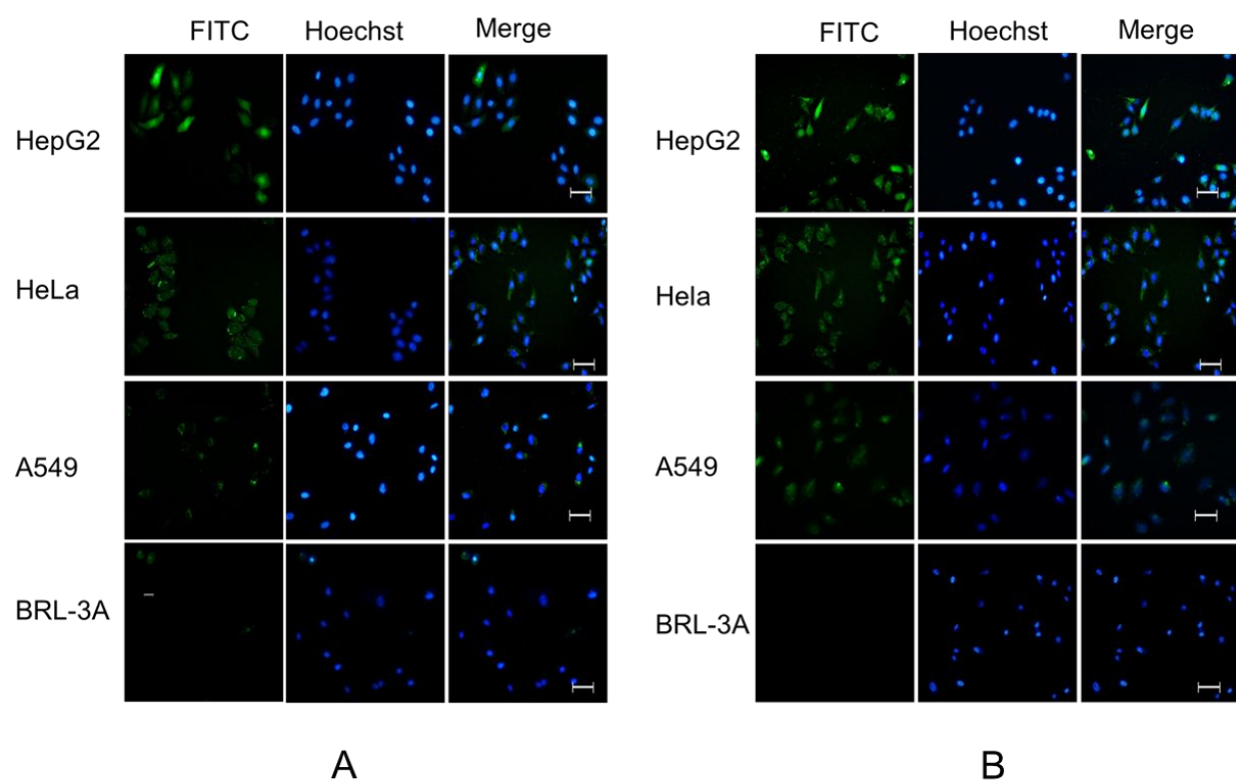 FITC Hoechst Merge FITC Hoechst Merge
HepG2 HepG2
HeLa Hela
A549 A549
BRL-3A BRL-3A
A B